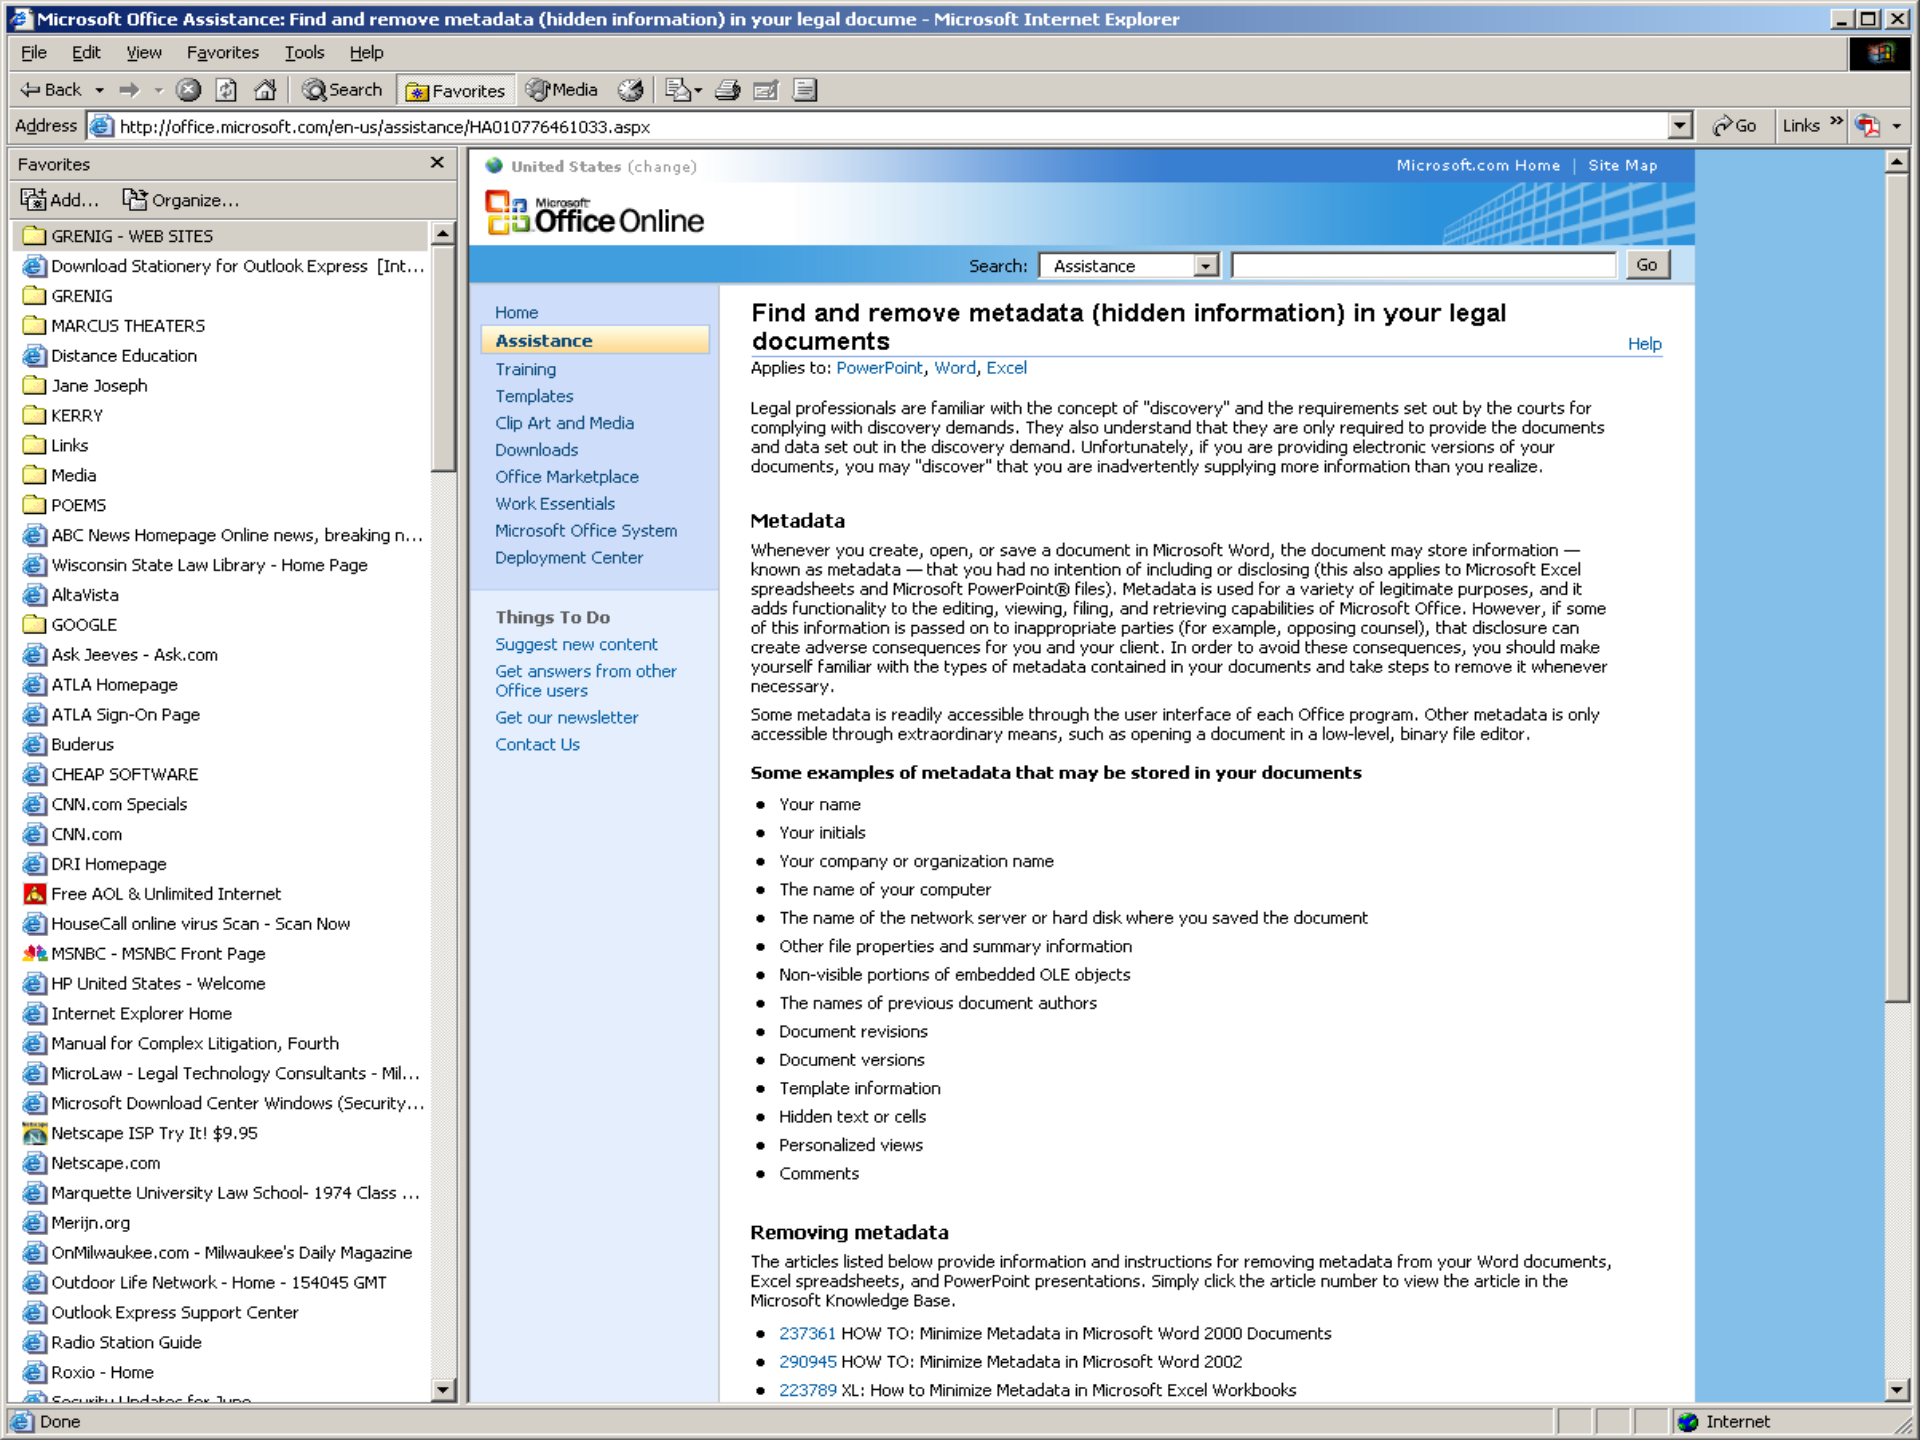 Microsoft Office Assistance: Find and remove metadata (hidden information) in your legal docume - Microsoft Internet Explorer
File Edit View Favorites Tools Help
Back Search Favorites Media
Address http://office.microsoft.com/en-us/assistance/HA010776461033.aspx Go Links »
Favorites
Add... Organize...
GRENIG - WEB SITES
Download Stationery for Outlook Express [Int...
GRENIG
MARCUS THEATERS
Distance Education
Jane Joseph
KERRY
Links
Media
POEMS
ABC News Homepage Online news, breaking n...
Wisconsin State Law Library - Home Page
AltaVista
GOOGLE
Ask Jeeves - Ask.com
ATLA Homepage
ATLA Sign-On Page
Buderus
CHEAP SOFTWARE
CNN.com Specials
CNN.com
DRI Homepage
Free AOL & Unlimited Internet
HouseCall online virus Scan - Scan Now
MSNBC - MSNBC Front Page
HP United States - Welcome
Internet Explorer Home
Manual for Complex Litigation, Fourth
MicroLaw - Legal Technology Consultants - Mil...
Microsoft Download Center Windows (Security...
Netscape ISP Try It! $9.95
Netscape.com
Marquette University Law School- 1974 Class ...
Merijn.org
OnMilwaukee.com - Milwaukee's Daily Magazine
Outdoor Life Network - Home - 154045 GMT
Outlook Express Support Center
Radio Station Guide
Roxio - Home
Security Updates for June
United States (change) Microsoft.com Home | Site Map
Microsoft
Office Online
Search: Assistance Go
Home
Assistance
Training
Templates
Clip Art and Media
Downloads
Office Marketplace
Work Essentials
Microsoft Office System
Deployment Center
Things To Do
Suggest new content
Get answers from other
Office users
Get our newsletter
Contact Us
Find and remove metadata (hidden information) in your legal
documents
Help
Applies to: PowerPoint, Word, Excel
Legal professionals are familiar with the concept of "discovery" and the requirements set out by the courts for
complying with discovery demands. They also understand that they are only required to provide the documents
and data set out in the discovery demand. Unfortunately, if you are providing electronic versions of your
documents, you may "discover" that you are inadvertently supplying more information than you realize.
Metadata
Whenever you create, open, or save a document in Microsoft Word, the document may store information —
known as metadata — that you had no intention of including or disclosing (this also applies to Microsoft Excel
spreadsheets and Microsoft PowerPoint® files). Metadata is used for a variety of legitimate purposes, and it
adds functionality to the editing, viewing, filing, and retrieving capabilities of Microsoft Office. However, if some
of this information is passed on to inappropriate parties (for example, opposing counsel), that disclosure can
create adverse consequences for you and your client. In order to avoid these consequences, you should make
yourself familiar with the types of metadata contained in your documents and take steps to remove it whenever
necessary.
Some metadata is readily accessible through the user interface of each Office program. Other metadata is only
accessible through extraordinary means, such as opening a document in a low-level, binary file editor.
Some examples of metadata that may be stored in your documents
• Your name
• Your initials
• Your company or organization name
• The name of your computer
• The name of the network server or hard disk where you saved the document
• Other file properties and summary information
• Non-visible portions of embedded OLE objects
• The names of previous document authors
• Document revisions
• Document versions
• Template information
• Hidden text or cells
• Personalized views
• Comments
Removing metadata
The articles listed below provide information and instructions for removing metadata from your Word documents,
Excel spreadsheets, and PowerPoint presentations. Simply click the article number to view the article in the
Microsoft Knowledge Base.
• 237361 HOW TO: Minimize Metadata in Microsoft Word 2000 Documents
• 290945 HOW TO: Minimize Metadata in Microsoft Word 2002
• 223789 XL: How to Minimize Metadata in Microsoft Excel Workbooks
Done Internet